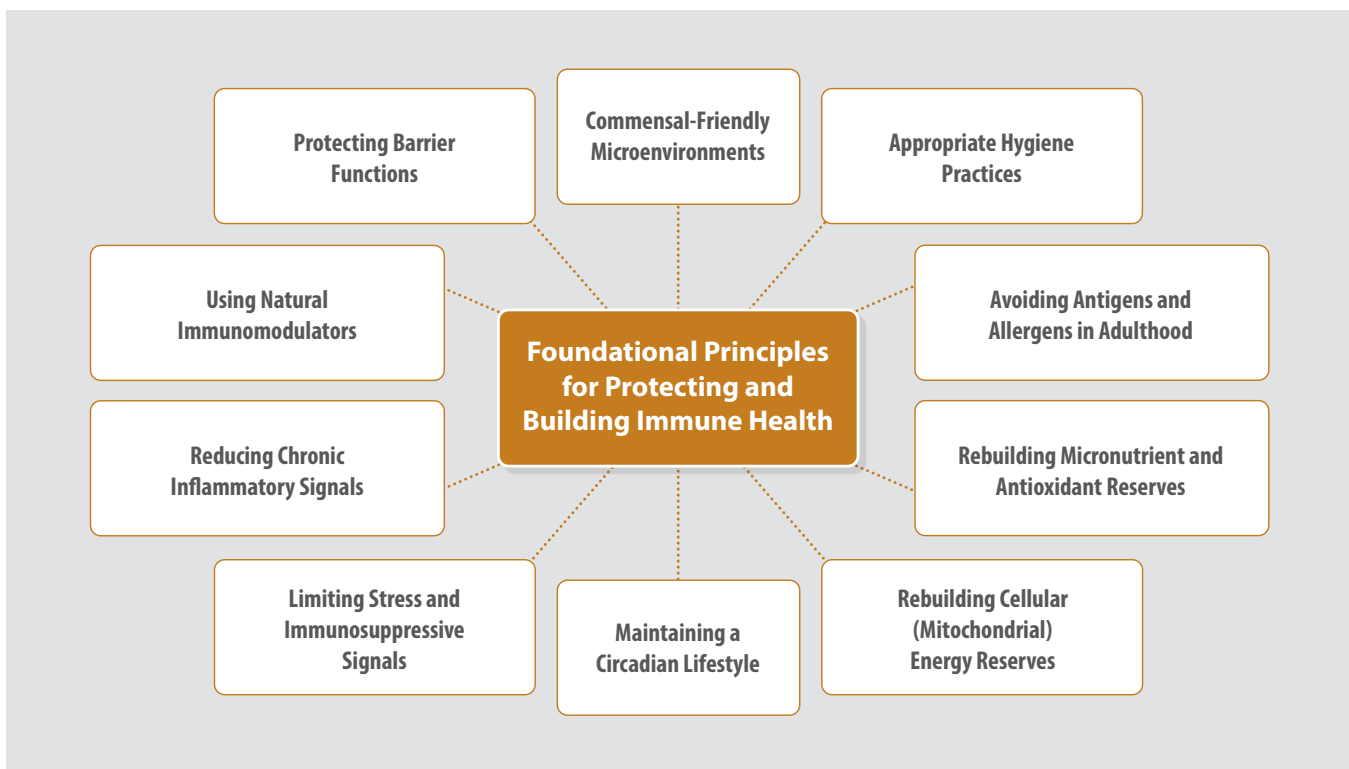 Commensal-Friendly
Microenvironments
Protecting Barrier
Functions
Appropriate Hygiene
Practices
Using Natural
Immunomodulators
Avoiding Antigens and
Allergens in Adulthood
Foundational Principles
for Protecting and
Building Immune Health
Reducing Chronic
Inflammatory Signals
Rebuilding Micronutrient and
Antioxidant Reserves
Limiting Stress and
Immunosuppressive
Signals
Maintaining a
Circadian Lifestyle
Rebuilding Cellular
(Mitochondrial)
Energy Reserves